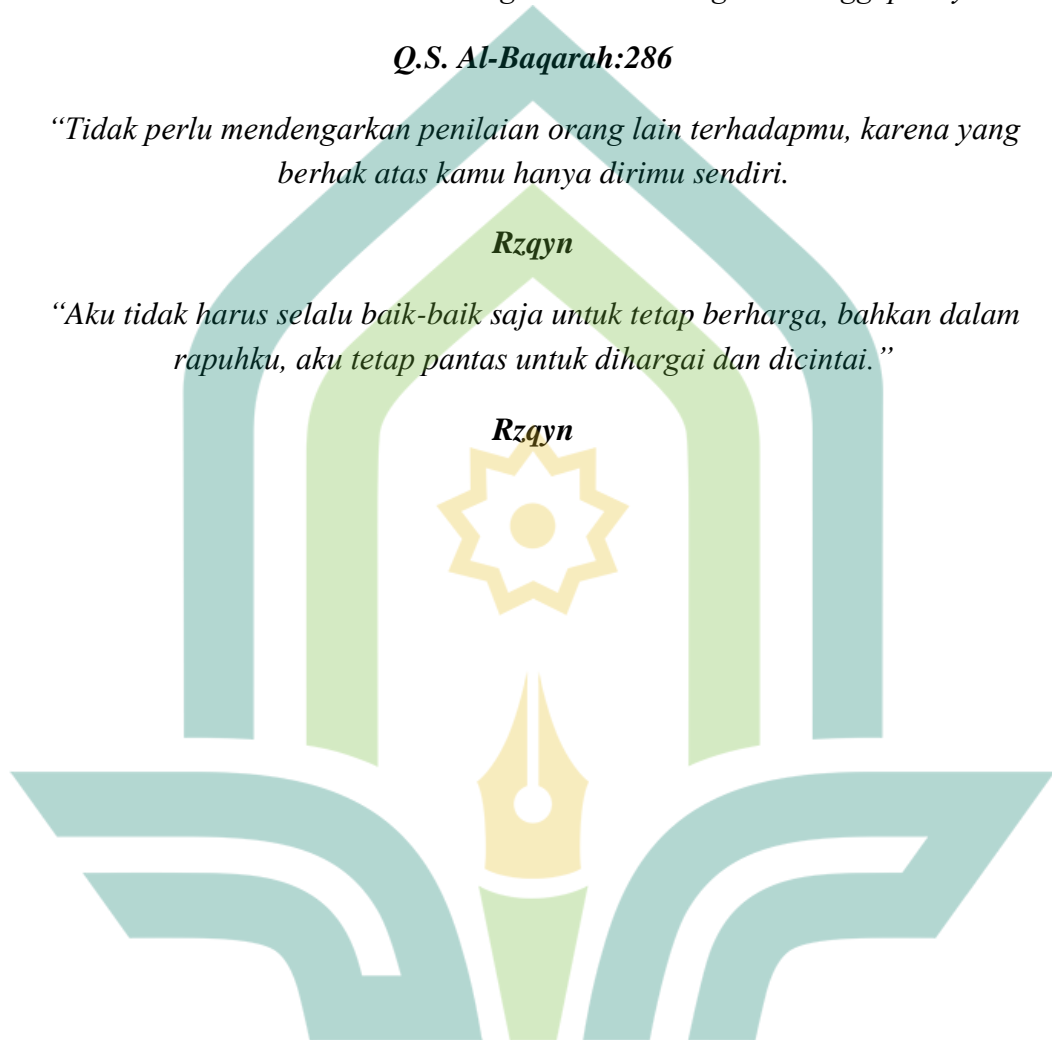 Q.S. Al-Baqarah:286
“Tidak perlu mendengarkan penilaian orang lain terhadapmu, karena yang
berhak atas kamu hanya dirimu sendiri.
Rzqyn
“Aku tidak harus selalu baik-baik saja untuk tetap berharga, bahkan dalam
rapuhku, aku tetap pantas untuk dihargai dan dicintai.”
Rzqyn